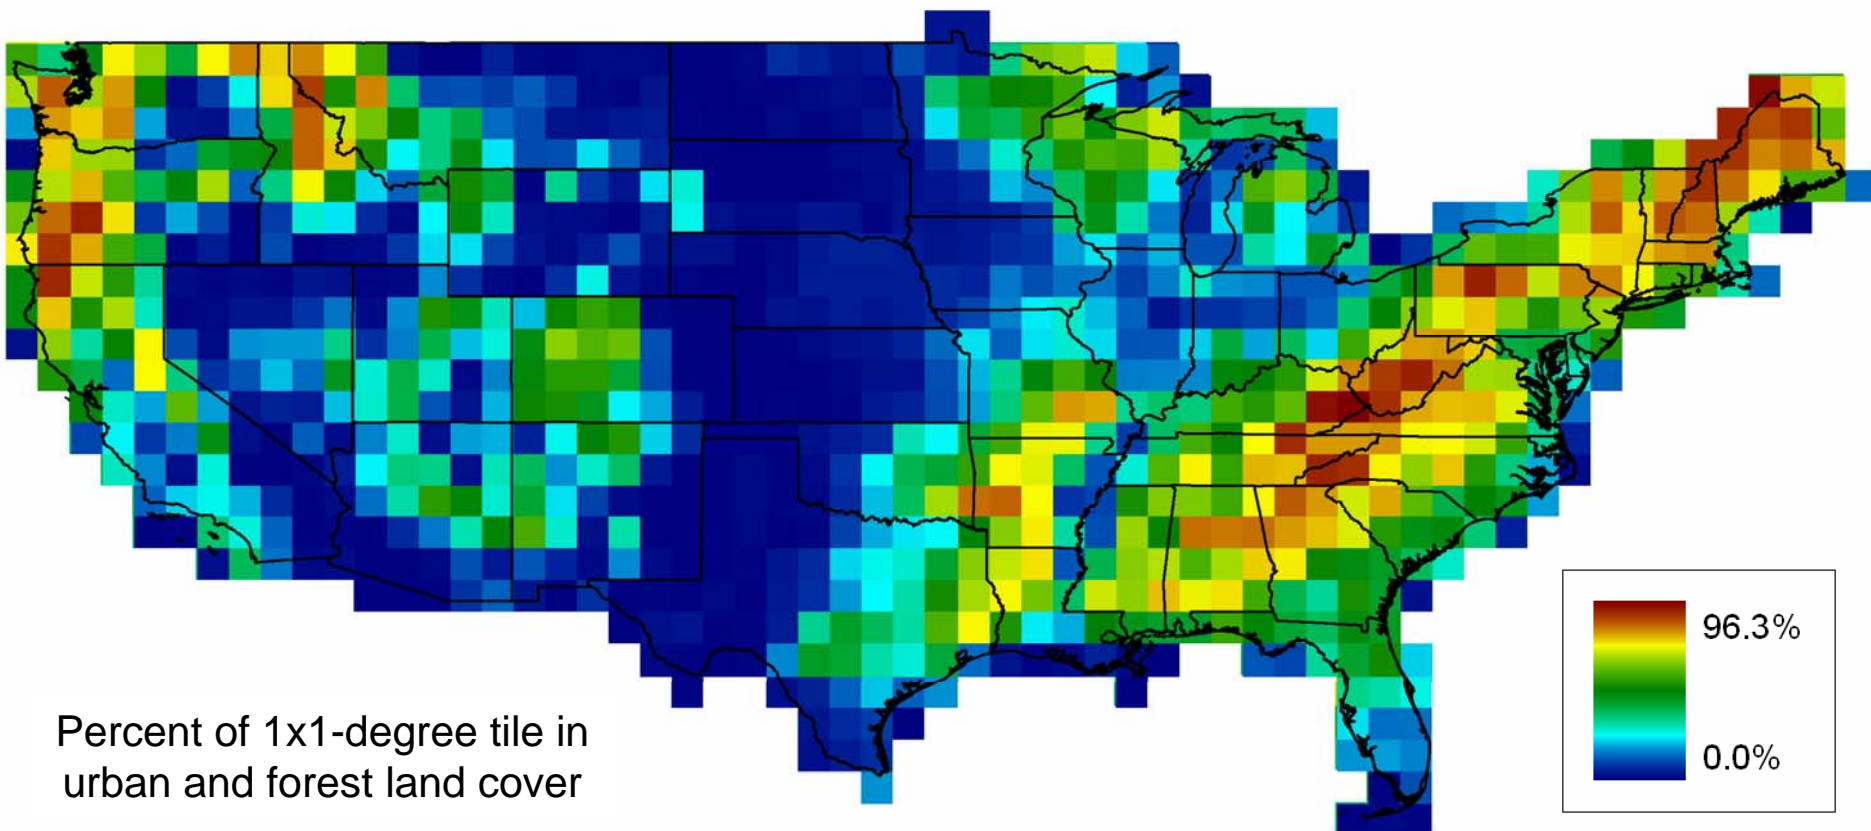 Percent of 1x1-degree tile in
urban and forest land cover
96.3%
0.0%